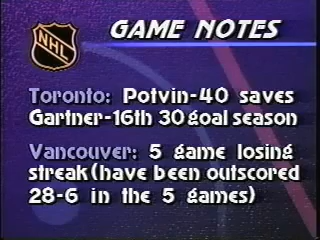 NHL
GAME NOTES
Toronto: Potvin-40 saves
Gartner-16th 30 goal season
Vancouver: 5 game losing
streak (have been outscored
28-6 in the 5 games)